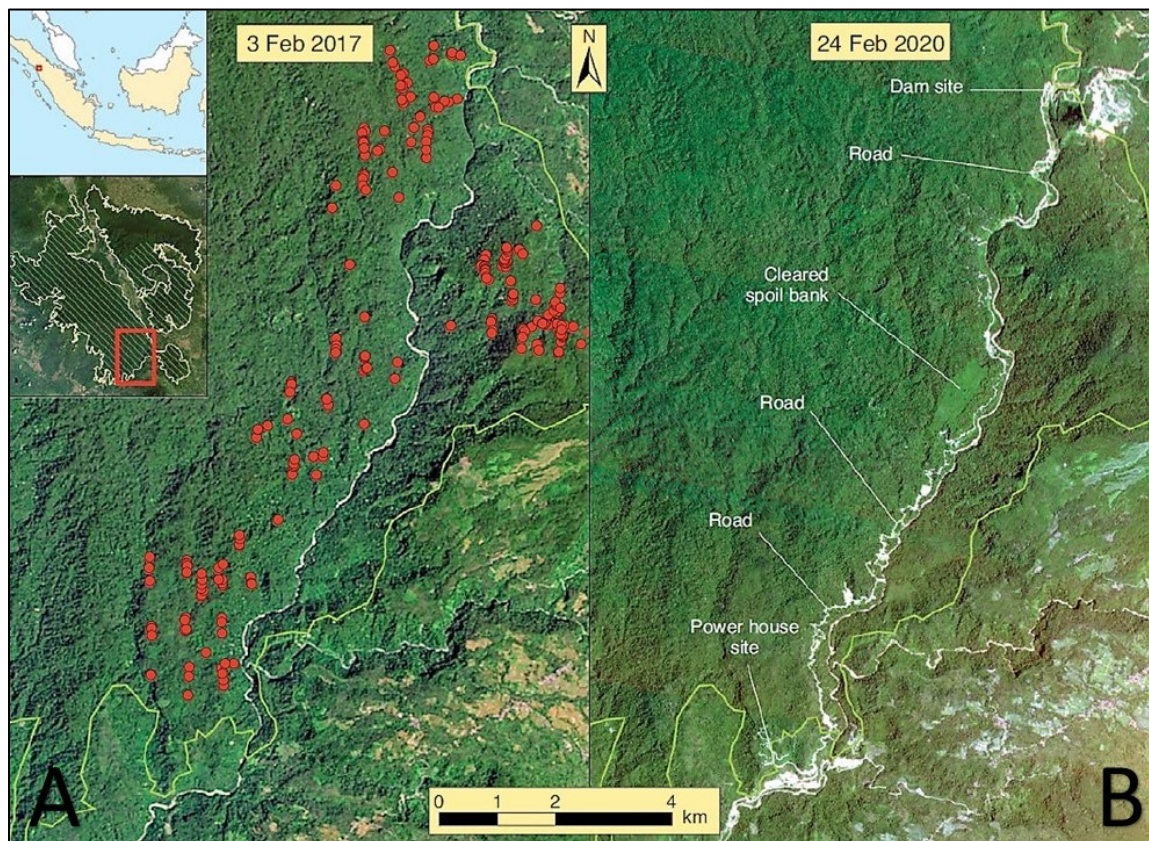 3 Feb 2017
N
24 Feb 2020
Dam site
Road
Cleared
spoil bank
Road
Road
Power house
site
A
0 1 2 4
km
B